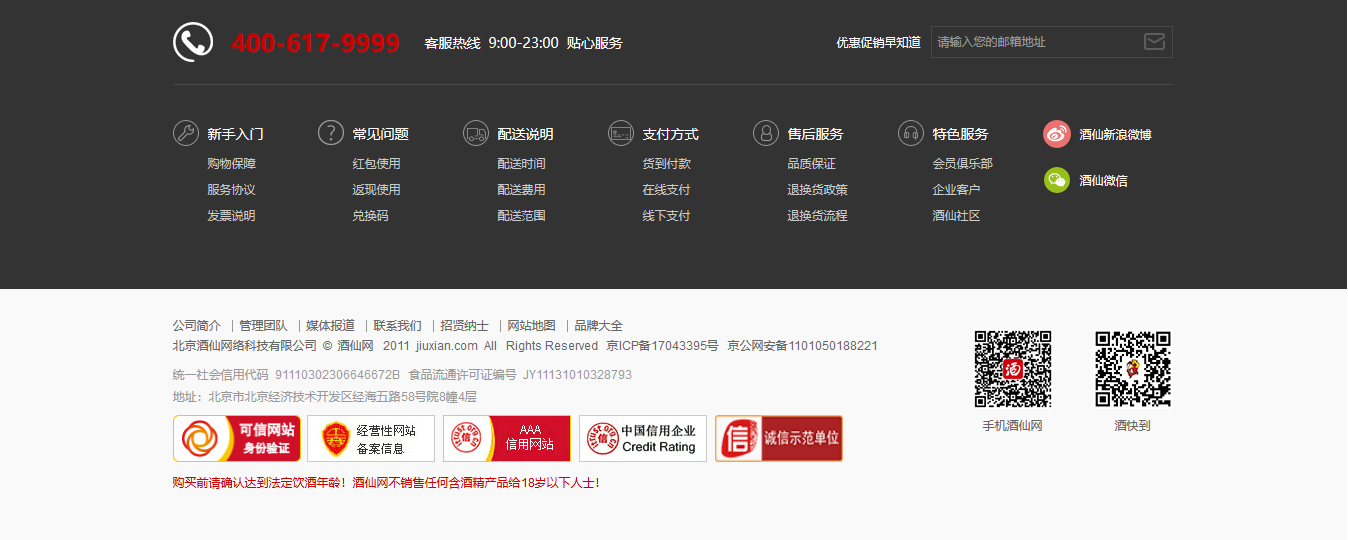 400-617-9999 客服热线 9:00-23:00 贴心服务 优惠促销早知道 请输入您的邮箱地址
新手入门 常见问题 配送说明 支付方式 售后服务 特色服务 酒仙新浪微博
购物保障 红包使用 配送时间 货到付款 品质保证 会员俱乐部
服务协议 返现使用 配送费用 在线支付 退换货政策 企业客户 酒仙微信
发票说明 兑换码 配送范围 线下支付 退换货流程 酒仙社区
公司简介 | 管理团队 | 媒体报道 | 联系我们 | 招贤纳士 | 网站地图 | 品牌大全
北京酒仙网络科技有限公司 © 酒仙网 2011 jiuxian.com All Rights Reserved 京ICP备17043395号 京公网安备1101050188221
统一社会信用代码 91110302306646672B 食品流通许可证编号 JY11131010328793
地址：北京市北京经济技术开发区经海五路58号院8幢4层
可信网站
身份验证
经营性网站
备案信息
AAA
信用网站
中国信用企业
Credit Rating
信 诚信示范单位
酒
手机酒仙网 酒快到
购买前请确认达到法定饮酒年龄！酒仙网不销售任何含酒精产品给18岁以下人士！